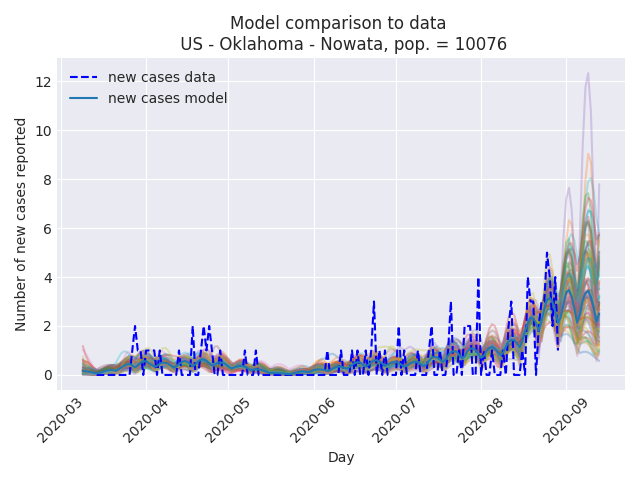 Model comparison to data
US - Oklahoma - Nowata, pop. = 10076
new cases data
new cases model
Number of new cases reported
12
10
8
6
4
2
0
2020-03
2020-04
2020-05
2020-06
2020-07
2020-08
2020-09
Day